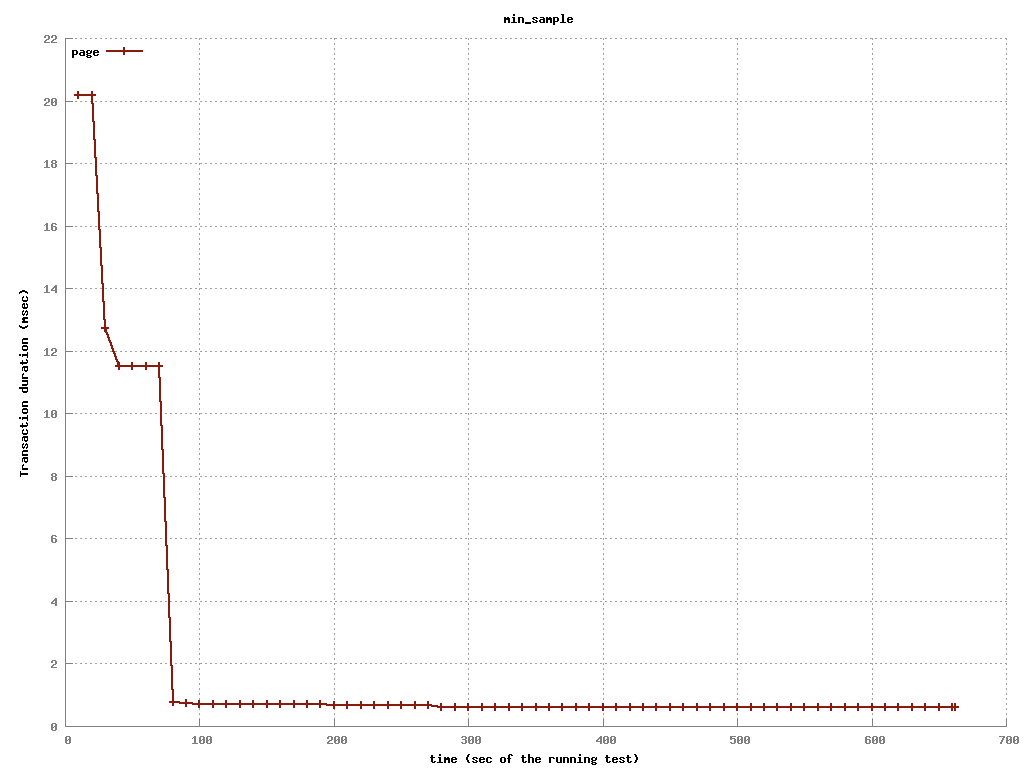 min_sample
page
22
20
18
16
14
12
10
8
6
4
2
0
Transaction duration (msec)
0 100 200 300 400 500 600 700
time (sec of the running test)